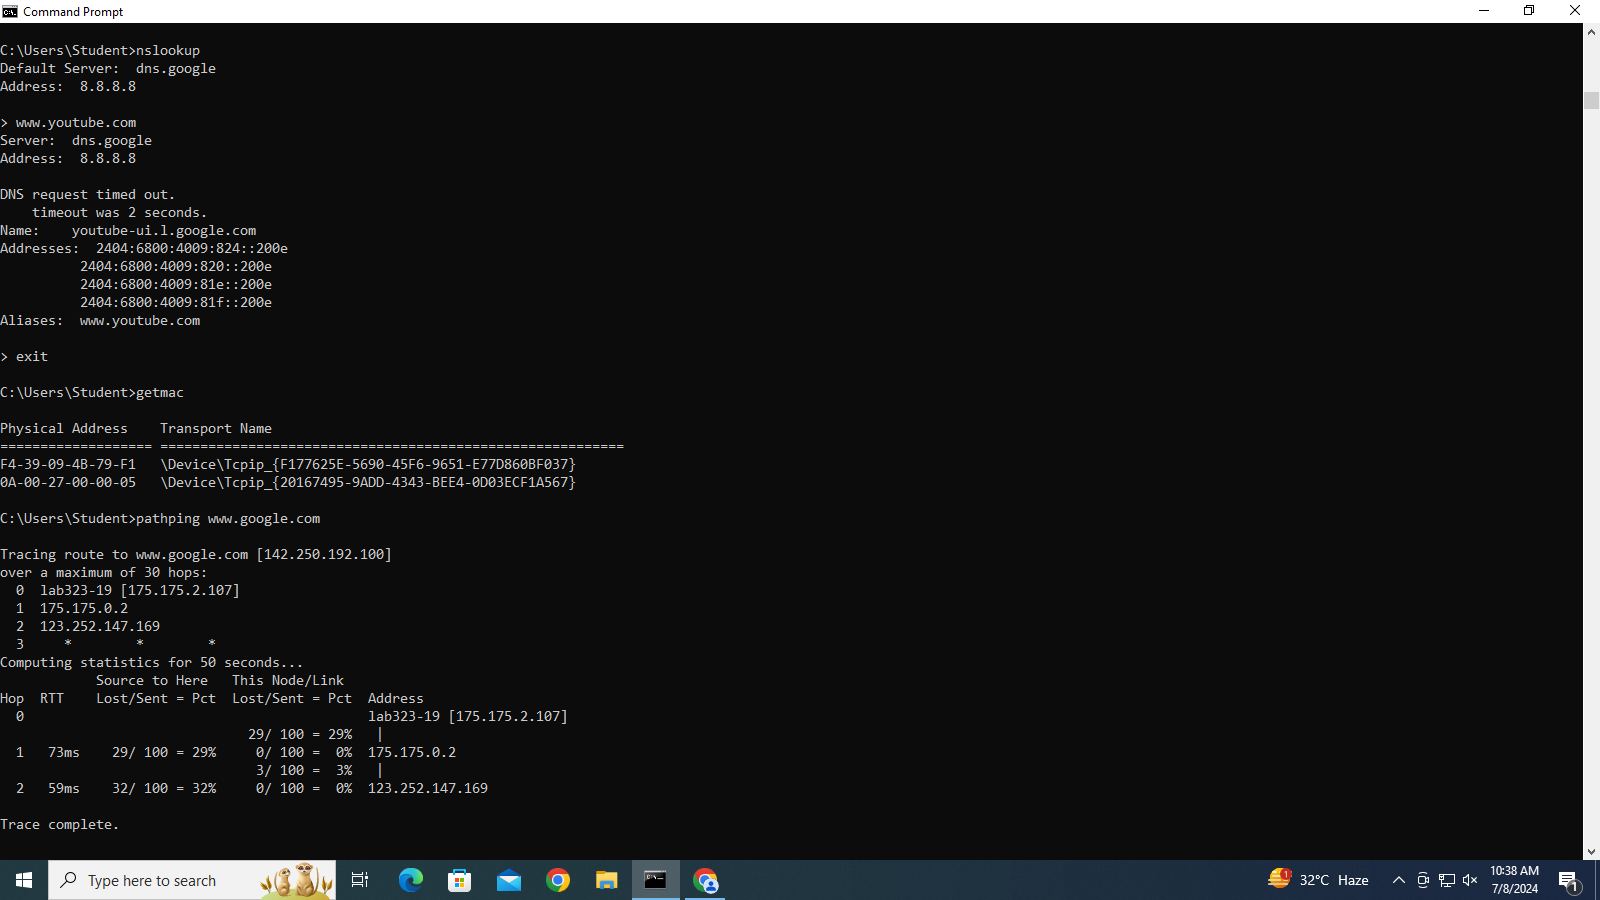 Command Prompt
C:\Users\Student>nslookup
Default Server:  dns.google
Address:  8.8.8.8
> www.youtube.com
Server:  dns.google
Address:  8.8.8.8
DNS request timed out.
    timeout was 2 seconds.
Name:    youtube-ui.l.google.com
Addresses:  2404:6800:4009:824::200e
          2404:6800:4009:820::200e
          2404:6800:4009:81e::200e
          2404:6800:4009:81f::200e
Aliases:  www.youtube.com
> exit
C:\Users\Student>getmac
Physical Address    Transport Name
=================== ==========================================================
F4-39-09-4B-79-F1   \Device\Tcpip_{F177625E-5690-45F6-9651-E77D860BF037}
0A-00-27-00-00-05   \Device\Tcpip_{20167495-9ADD-4343-BEE4-0D03ECF1A567}
C:\Users\Student>pathping www.google.com
Tracing route to www.google.com [142.250.192.100]
over a maximum of 30 hops:
  0  lab323-19 [175.175.2.107]
  1  175.175.0.2
  2  123.252.147.169
  3     *        *        *
Computing statistics for 50 seconds...
            Source to Here   This Node/Link
Hop  RTT    Lost/Sent = Pct  Lost/Sent = Pct  Address
  0                                           lab323-19 [175.175.2.107]
                               29/ 100 = 29%   |
  1   73ms    29/ 100 = 29%     0/ 100 =  0%  175.175.0.2
                                3/ 100 =  3%   |
  2   59ms    32/ 100 = 32%     0/ 100 =  0%  123.252.147.169
Trace complete.
Type here to search
1
32°C  Haze
10:38 AM
7/8/2024
1